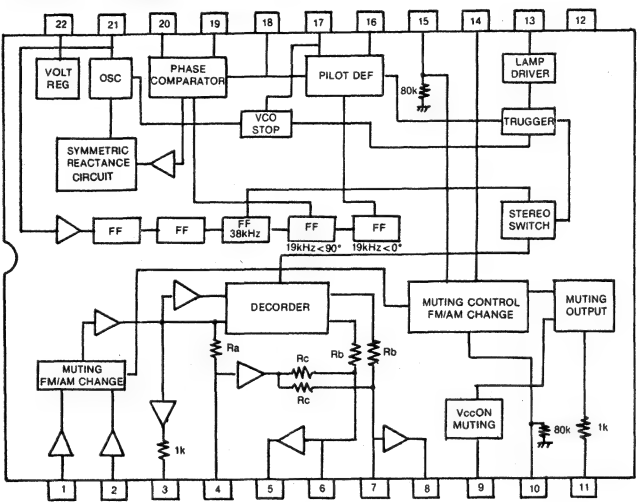 22 21 20 19 18 17 16 15 14 13 12
VOLT
REG
OSC
PHASE
COMPARATOR
PILOT DEF
LAMP
DRIVER
80k
VCO
STOP
TRUGGER
SYMMETRIC
REACTANCE
CIRCUIT
STEREO
SWITCH
FF
FF
FF
38kHz
FF
19kHz<90°
FF
19kHz<0°
DECORDER
MUTING CONTROL
FM/AM CHANGE
MUTING
OUTPUT
Ra
Rb
Rb
Rc
Rc
MUTING
FM/AM CHANGE
VccON
MUTING
1k
80k
1k
1 2 3 4 5 6 7 8 9 10 11